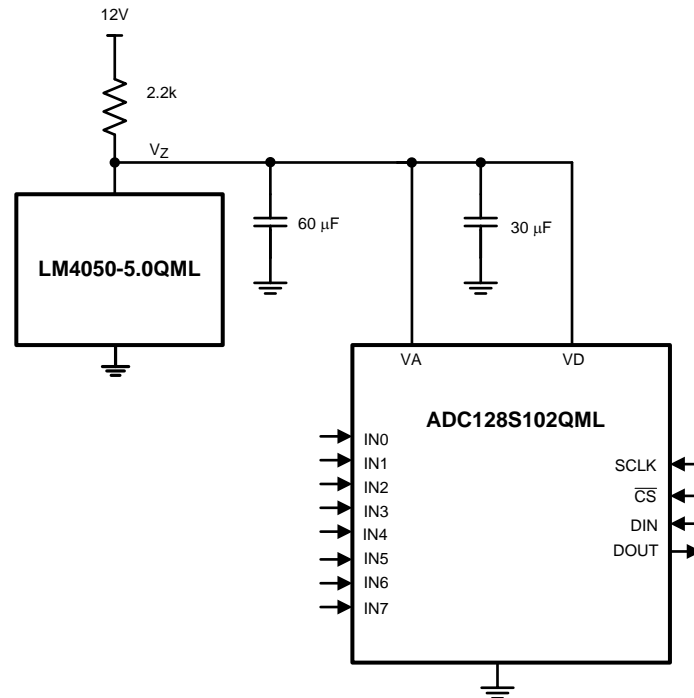 12V
2.2k
VZ
60 μF
30 μF
LM4050-5.0QML
VA
VD
ADC128S102QML
IN0
IN1
IN2
IN3
IN4
IN5
IN6
IN7
SCLK
C̅S̅
DIN
DOUT